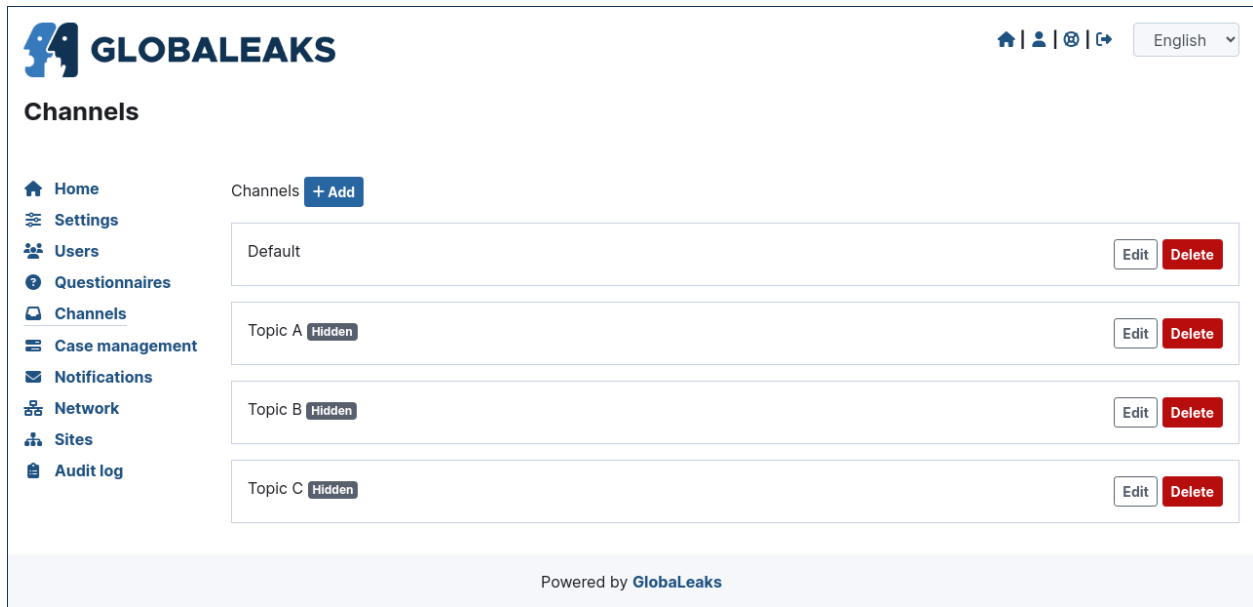 GLOBALEAKS
English
Channels
Home
Settings
Users
Questionnaires
Channels
Case management
Notifications
Network
Sites
Audit log
Channels + Add
Default Edit Delete
Topic A Hidden Edit Delete
Topic B Hidden Edit Delete
Topic C Hidden Edit Delete
Powered by GlobaLeaks